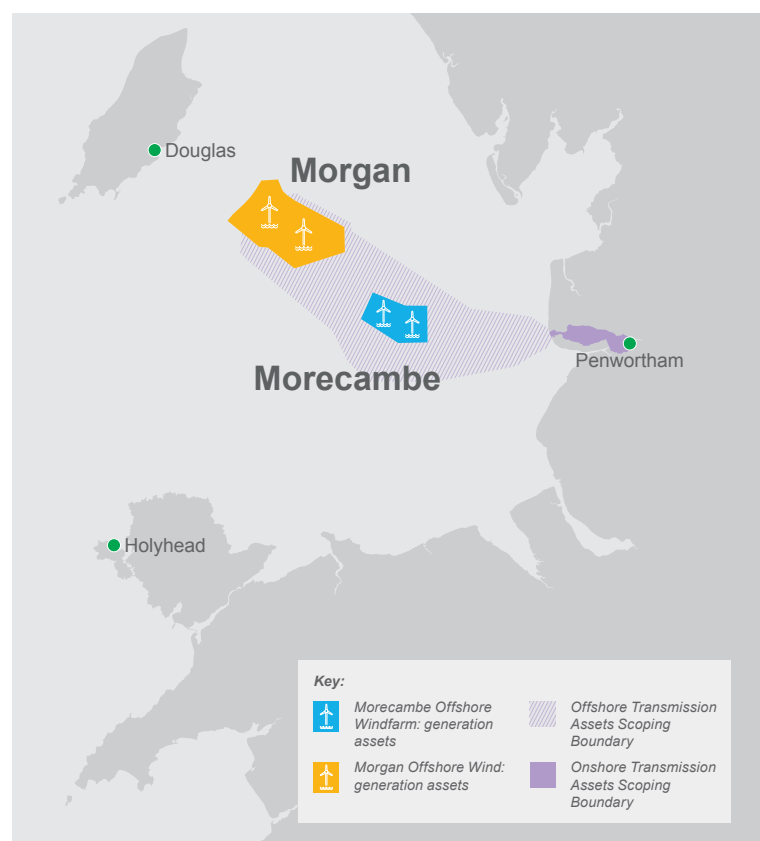 Douglas
Morgan
Penwortham
Morecambe
Holyhead
Key:
Morecambe Offshore
Windfarm: generation
assets
Morgan Offshore Wind:
generation assets
Offshore Transmission
Assets Scoping
Boundary
Onshore Transmission
Assets Scoping
Boundary